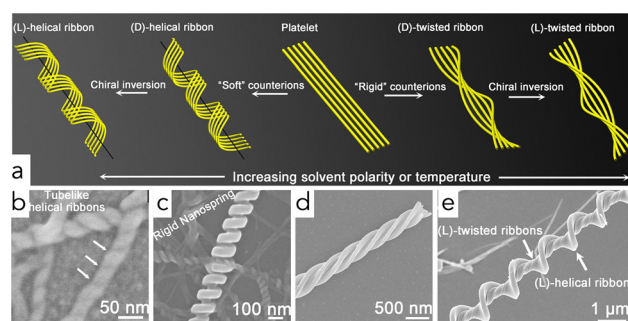 (L)-helical ribbon
(D)-helical ribbon
Platelet
(D)-twisted ribbon
(L)-twisted ribbon
Chiral inversion
"Soft" counterions
"Rigid" counterions
Chiral inversion
a
Increasing solvent polarity or temperature
b
Tubelike
helical ribbons
50 nm
c
Rigid Nanospring
100 nm
d
500 nm
e
(L)-twisted ribbons
(L)-helical ribbon
1 μm